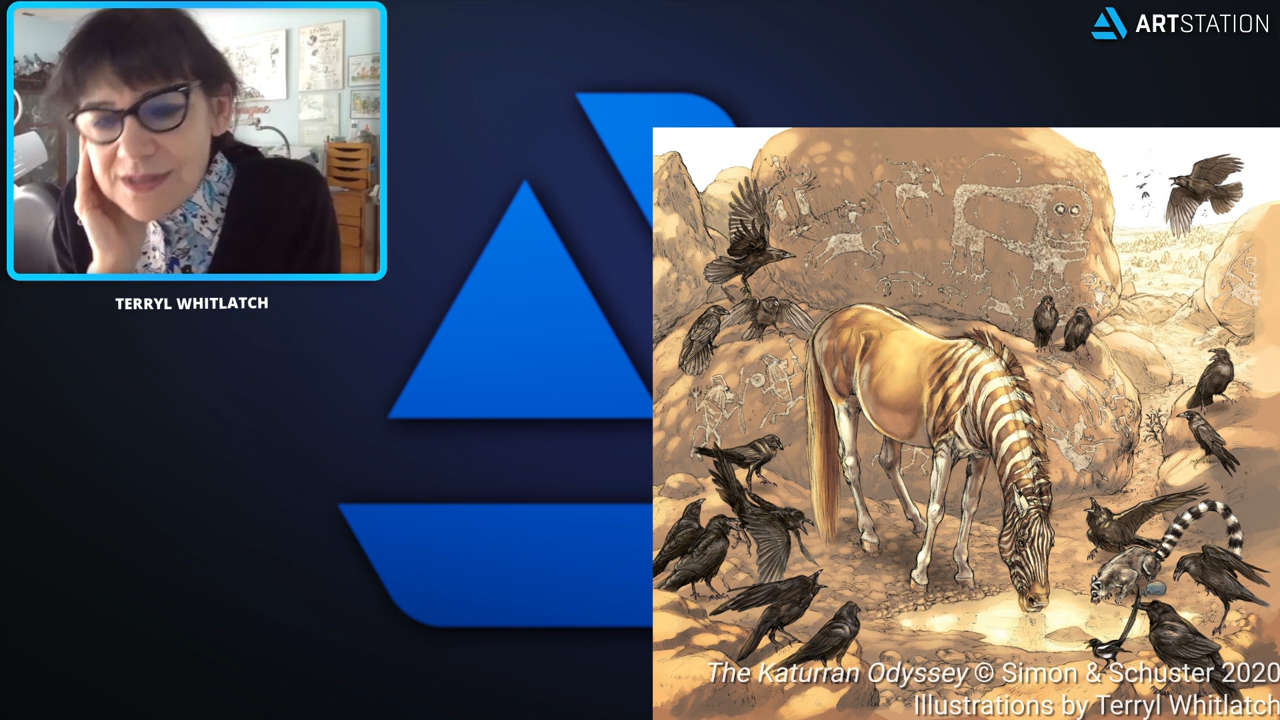 ARTSTATION
TERRYL WHITLATCH
The Katurran Odyssey © Simon & Schuster 2020
Illustrations by Terryl Whitlatch